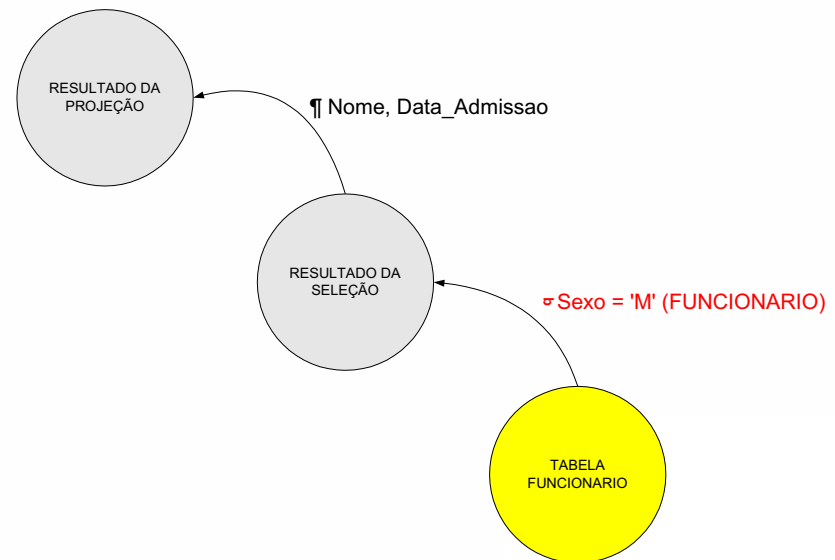 RESULTADO DA
PROJEÇÃO
¶ Nome, Data_Admissao
RESULTADO DA
SELEÇÃO
σ Sexo = 'M' (FUNCIONARIO)
TABELA
FUNCIONARIO